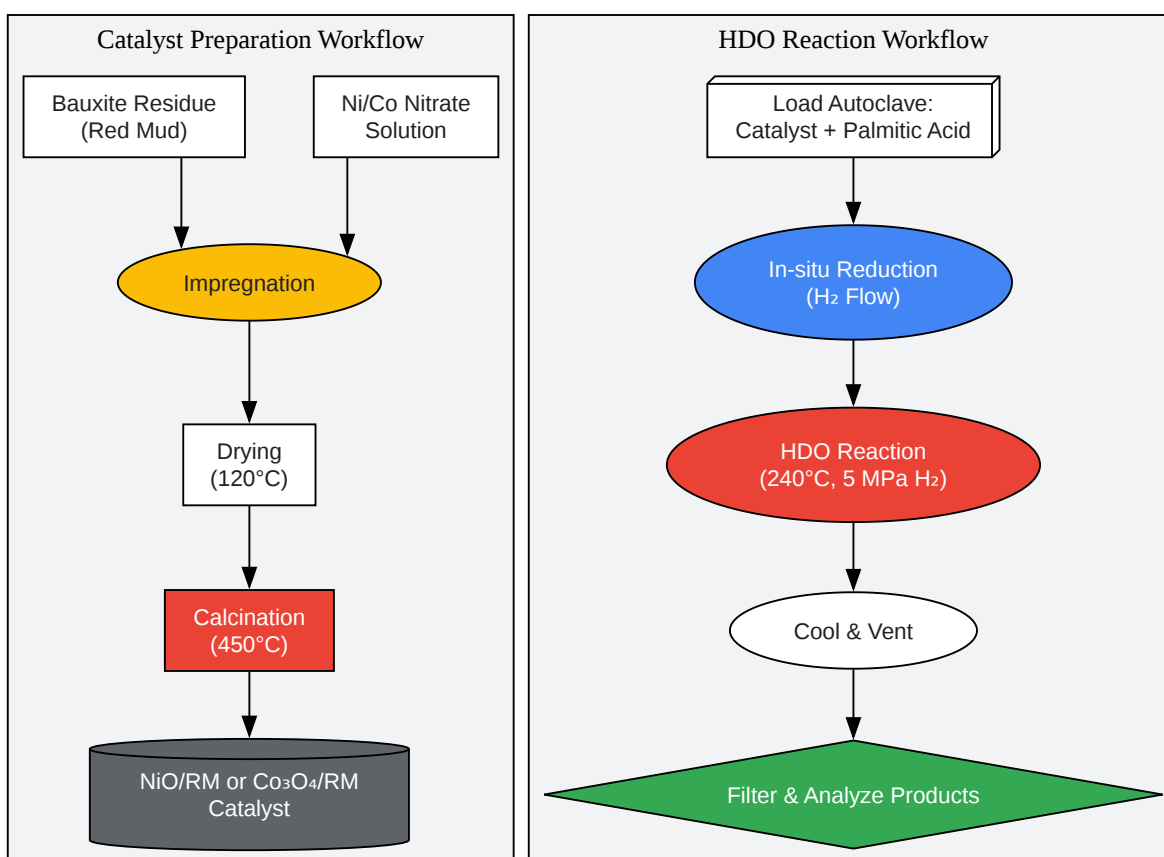 Catalyst Preparation Workflow
Bauxite Residue
(Red Mud)
Ni/Co Nitrate
Solution
Impregnation
Drying
(120°C)
Calcination
(450°C)
NiO/RM or Co₃O₄/RM
Catalyst
HDO Reaction Workflow
Load Autoclave:
Catalyst + Palmitic Acid
In-situ Reduction
(H₂ Flow)
HDO Reaction
(240°C, 5 MPa H₂)
Cool & Vent
Filter & Analyze Products